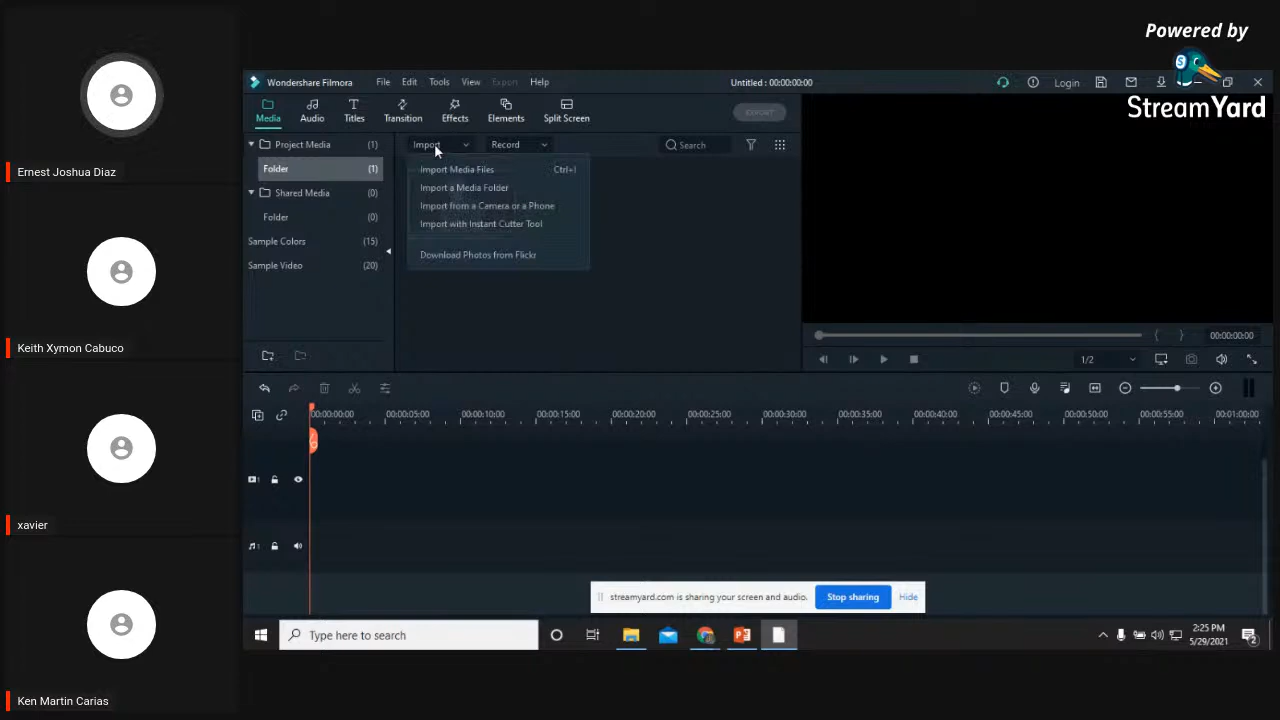 Powered by
StreamYard
Ernest Joshua Diaz
Keith Xymon Cabuco
xavier
Ken Martin Carias
Wondershare Filmora
File
Edit
Tools
View
Export
Help
Untitled : 00:00:00:00
Login
Media
Audio
Titles
Transition
Effects
Elements
Split Screen
EXPORT
Project Media (1)
Folder (1)
Shared Media (0)
Folder (0)
Sample Colors (15)
Sample Video (20)
Import
Record
Search
Import Media Files Ctrl+I
Import a Media Folder
Import from a Camera or a Phone
Import with Instant Cutter Tool
Download Photos from Flickr
00:00:00:00
1/2
00:00:00:00
00:00:05:00
00:00:10:00
00:00:15:00
00:00:20:00
00:00:25:00
00:00:30:00
00:00:35:00
00:00:40:00
00:00:45:00
00:00:50:00
00:00:55:00
00:01:00:00
1
1
streamyard.com is sharing your screen and audio.
Stop sharing
Hide
Type here to search
2:25 PM
5/29/2021
2